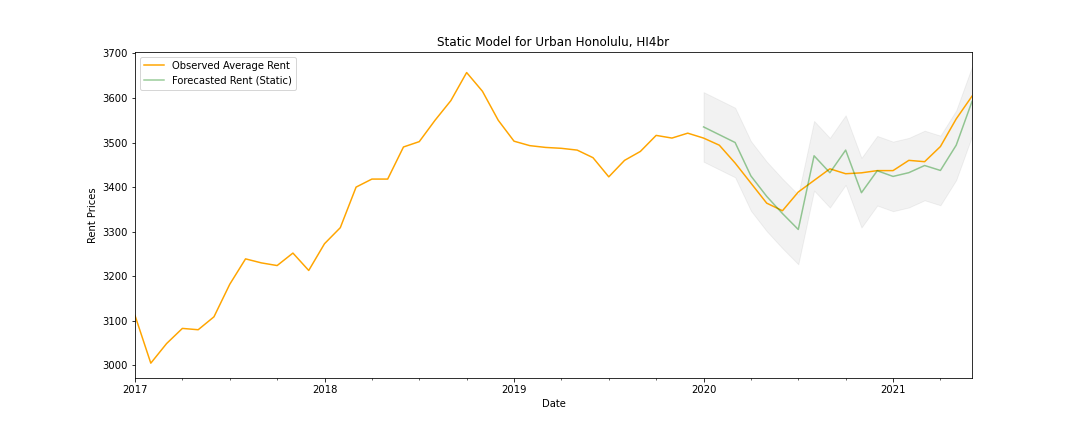 Static Model for Urban Honolulu, HI4br
Observed Average Rent
Forecasted Rent (Static)
3700
3600
3500
3400
3300
3200
3100
3000
Rent Prices
2017 2018 2019 2020 2021
Date